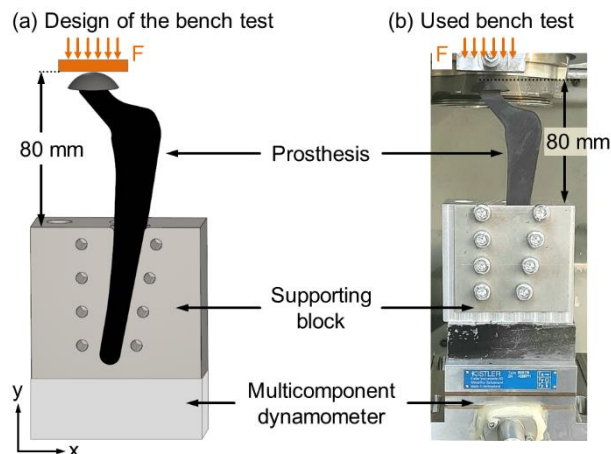 (a) Design of the bench test
(b) Used bench test
F
F
80 mm
80 mm
Prosthesis
Supporting
block
Multicomponent
dynamometer
KISTLER
y
x